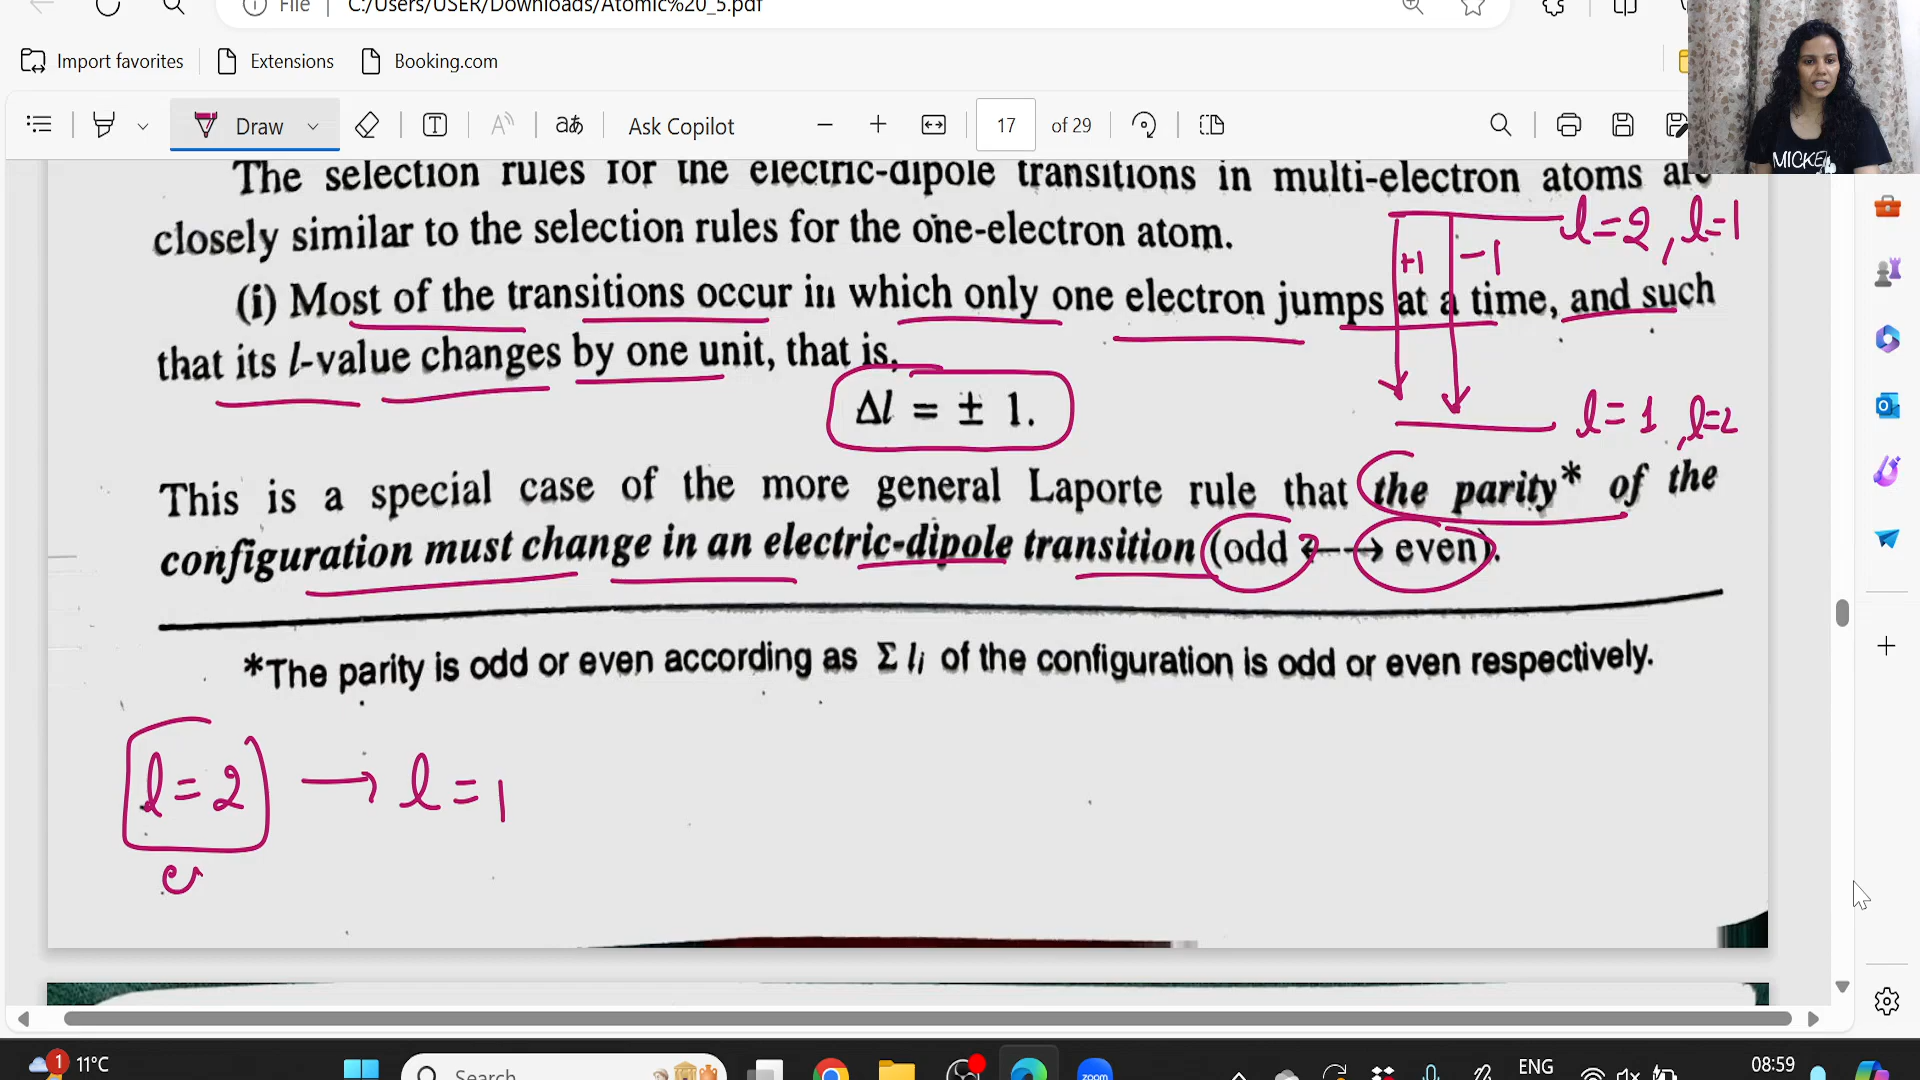 File C:/Users/USER/Downloads/Atomic%20_5.pdf
Import favorites Extensions Booking.com
Draw Ask Copilot 17 of 29
MICKEY
The selection rules for the electric-dipole transitions in multi-electron atoms are
closely similar to the selection rules for the one-electron atom.
l=2, l=1
+1 -1
(i) Most of the transitions occur in which only one electron jumps at a time, and such
that its l-value changes by one unit, that is,
Δl = ± 1.
l=1, l=2
This is a special case of the more general Laporte rule that the parity* of the
configuration must change in an electric-dipole transition (odd ←→ even).
*The parity is odd or even according as Σ li of the configuration is odd or even respectively.
l=2 → l=1
1 11°C Search zoom ENG 08:59